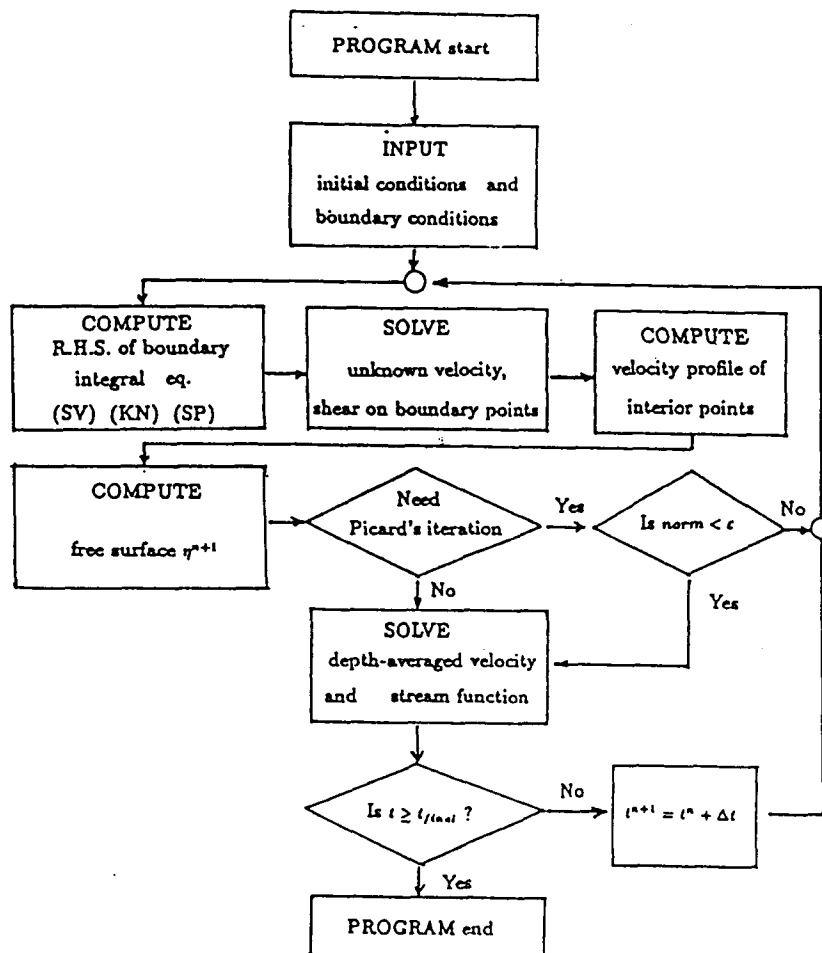 PROGRAM start
INPUT
initial conditions and
boundary conditions
COMPUTE
R.H.S. of boundary
integral eq.
(SV) (KN) (SP)
SOLVE
unknown velocity,
shear on boundary points
COMPUTE
velocity profile of
interior points
COMPUTE
free surface η^{n+1}
Need
Picard's iteration
Yes
Is norm < ε
No
No
Yes
SOLVE
depth-averaged velocity
and stream function
Is t ≥ t_{final} ?
No
t^{n+1} = t^n + Δt
Yes
PROGRAM end